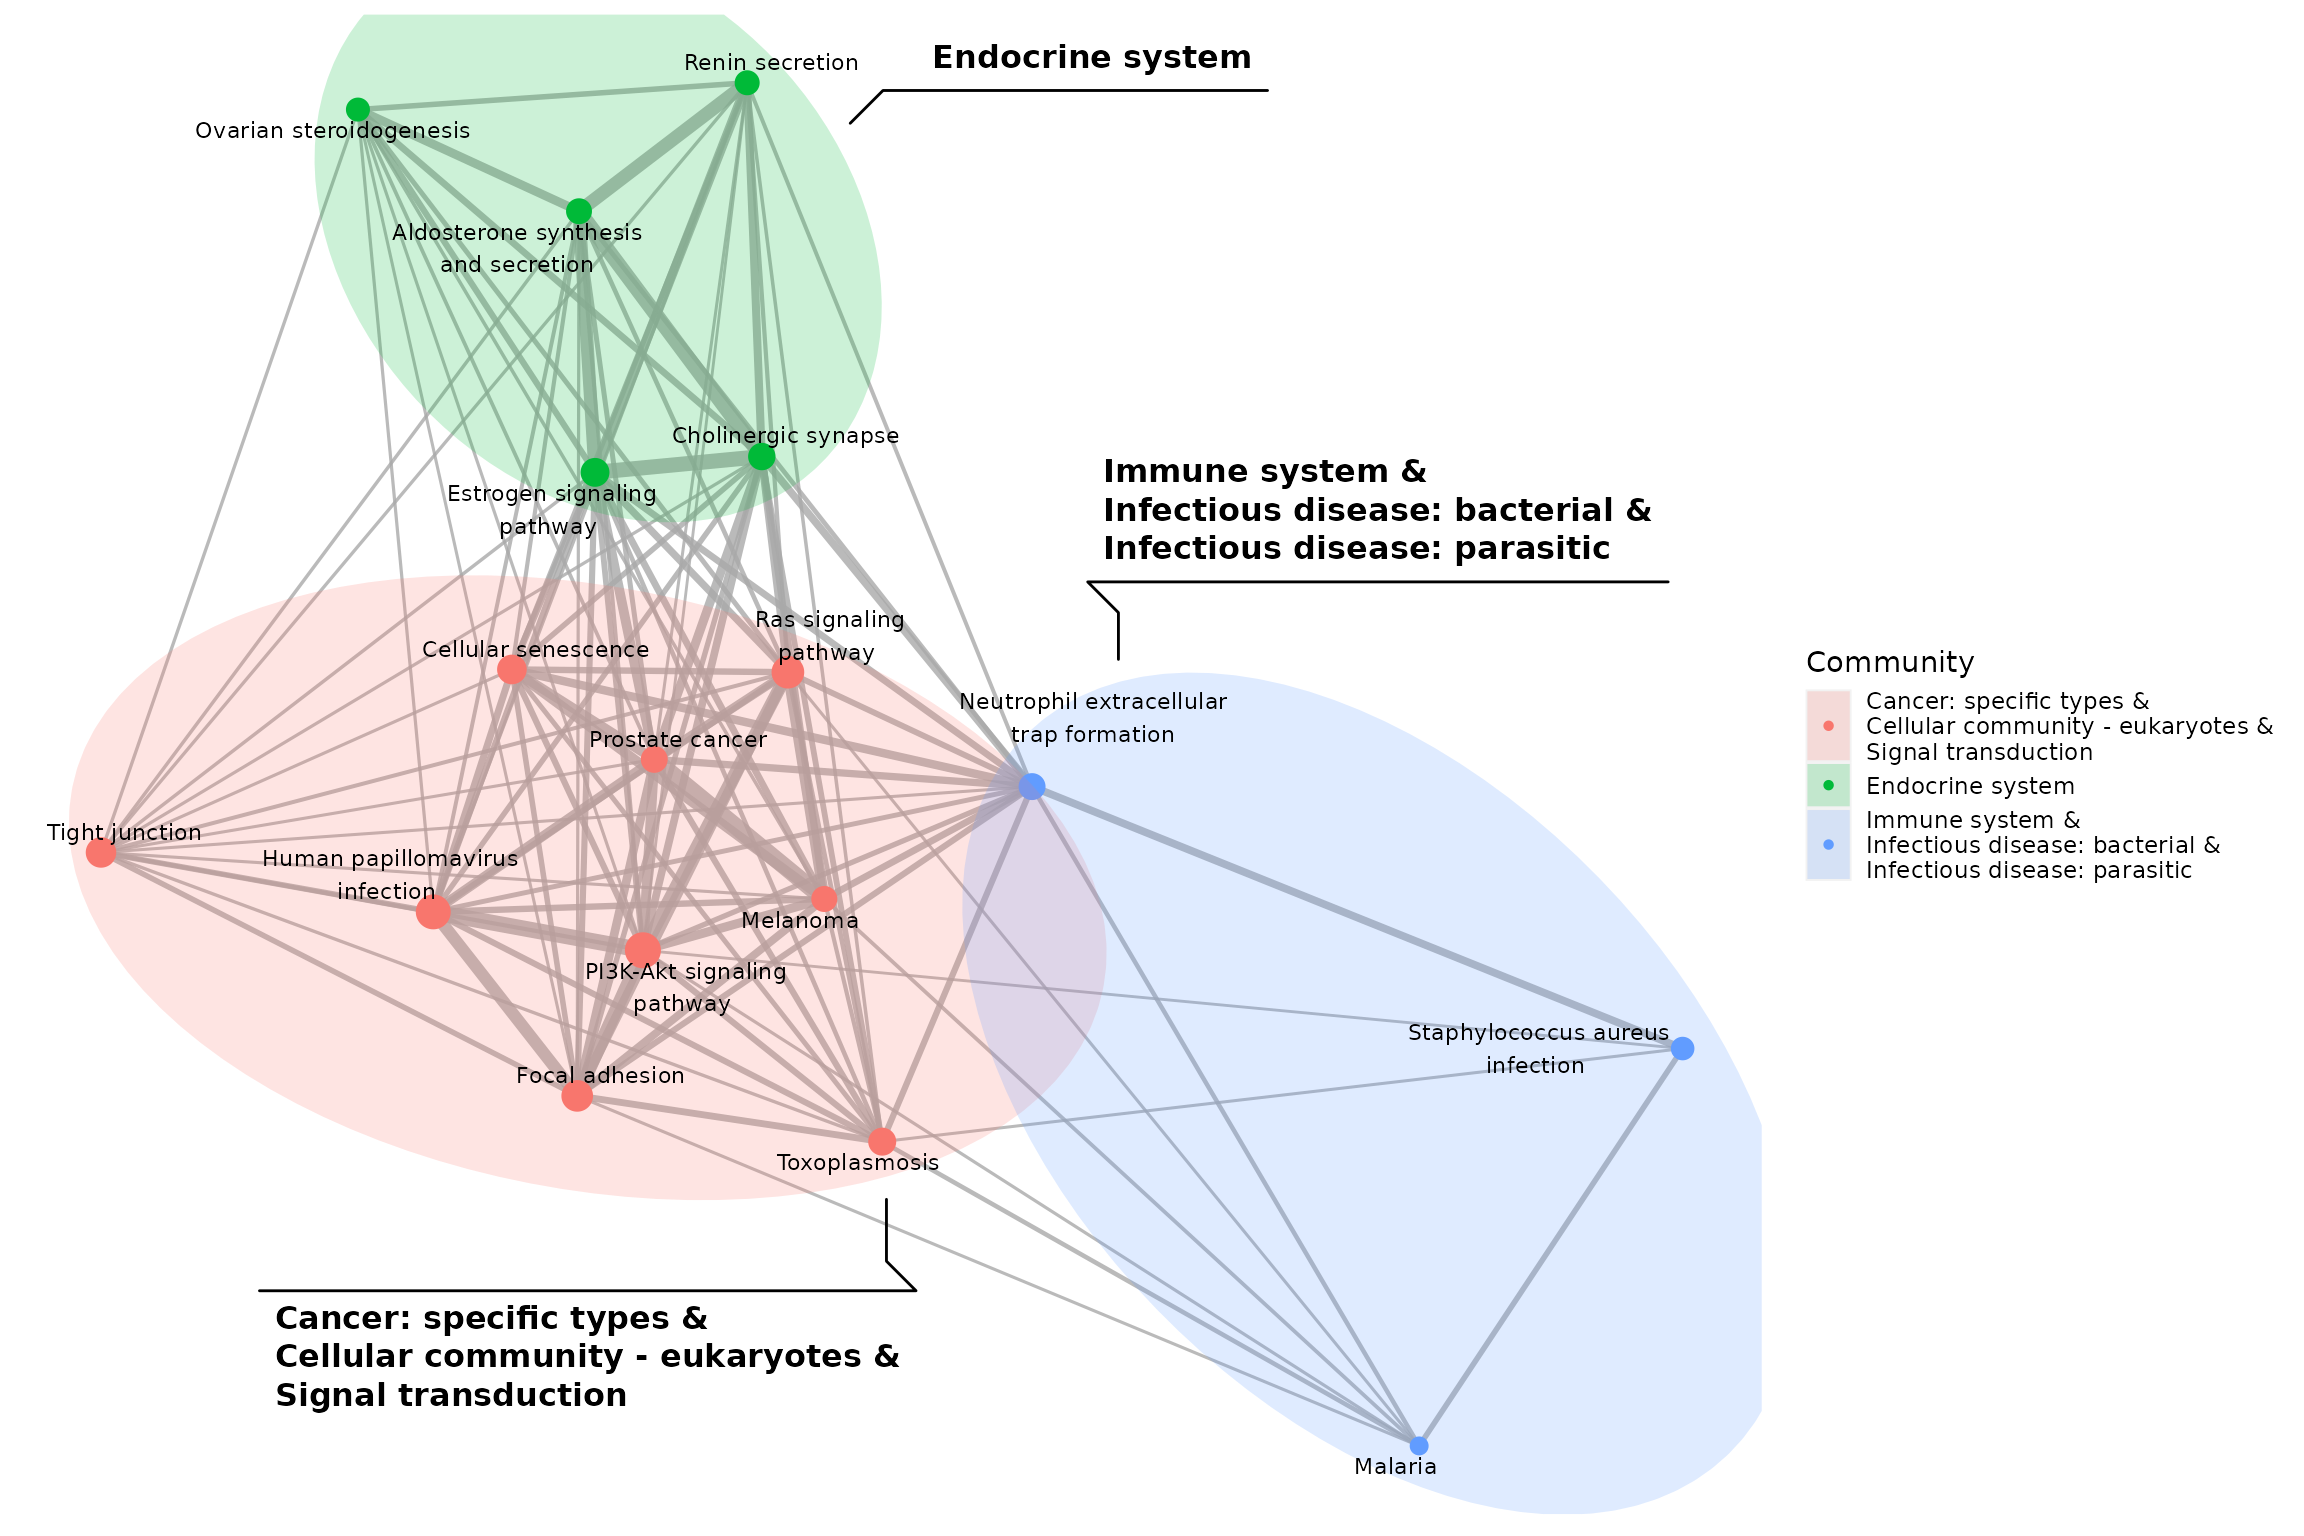 Renin secretion
Endocrine system
Ovarian steroidogenesis
Aldosterone synthesis
and secretion
Cholinergic synapse
Estrogen signaling
pathway
Immune system &
Infectious disease: bacterial &
Infectious disease: parasitic
Ras signaling
pathway
Cellular senescence
Neutrophil extracellular
trap formation
Prostate cancer
Tight junction
Human papillomavirus
infection
Melanoma
PI3K-Akt signaling
pathway
Staphylococcus aureus
infection
Focal adhesion
Toxoplasmosis
Cancer: specific types &
Cellular community - eukaryotes &
Signal transduction
Malaria
Community
Cancer: specific types &
Cellular community - eukaryotes &
Signal transduction
Endocrine system
Immune system &
Infectious disease: bacterial &
Infectious disease: parasitic